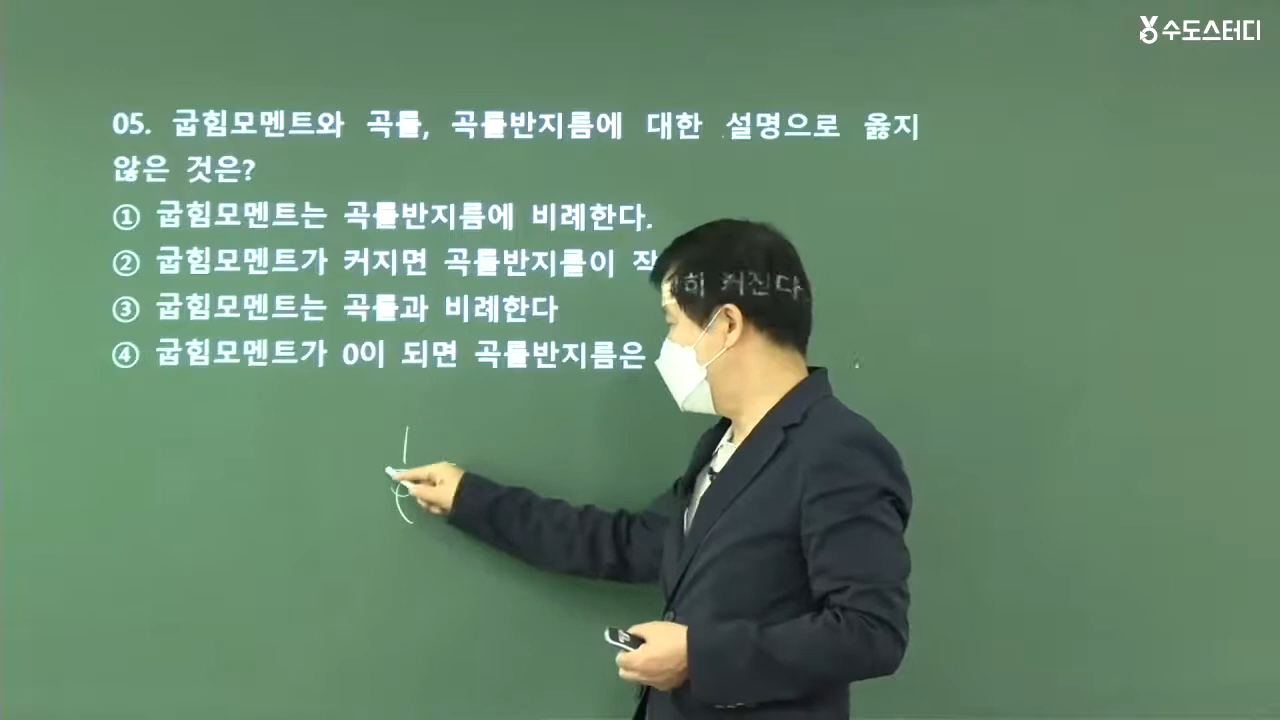 수도스터디
05. 굽힘모멘트와 곡률, 곡률반지름에 대한 설명으로 옳지
않은 것은?
① 굽힘모멘트는 곡률반지름에 비례한다.
② 굽힘모멘트가 커지면 곡률반지름이 커진다
③ 굽힘모멘트는 곡률과 비례한다
④ 굽힘모멘트가 0이 되면 곡률반지름은